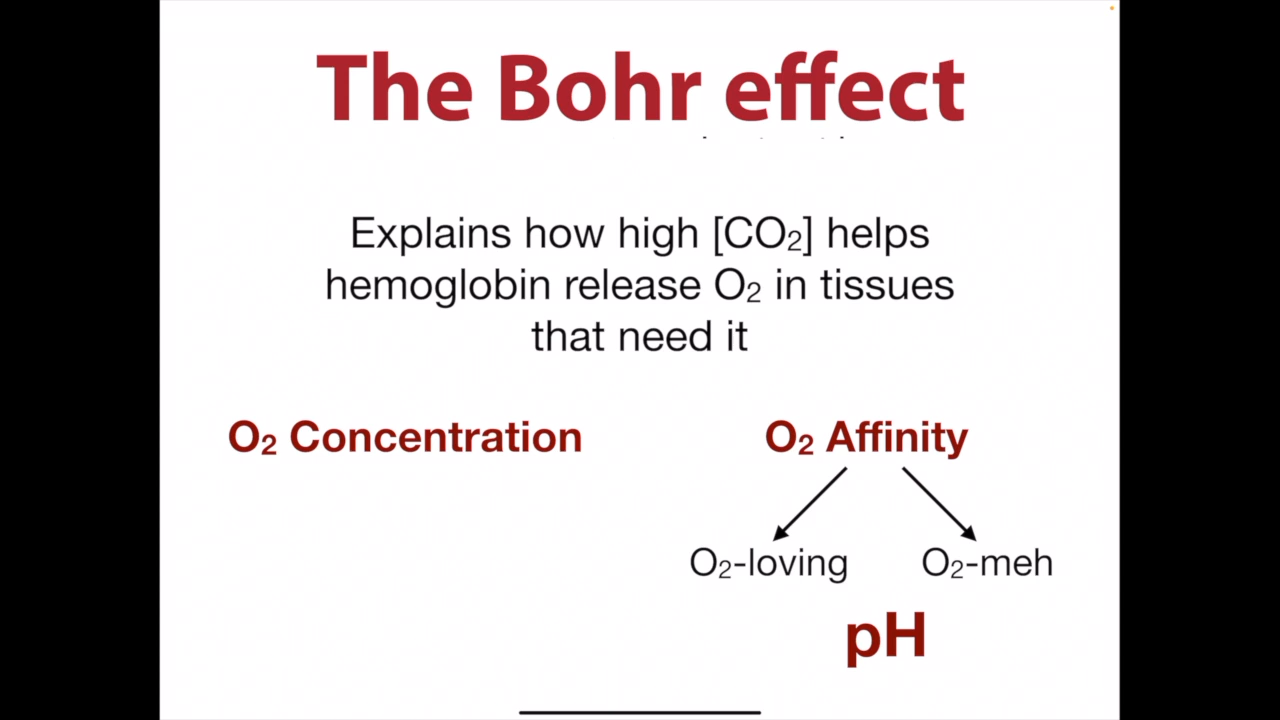 The Bohr effect
Explains how high [CO₂] helps
hemoglobin release O₂ in tissues
that need it
O₂ Concentration
O₂ Affinity
O₂-loving
O₂-meh
pH